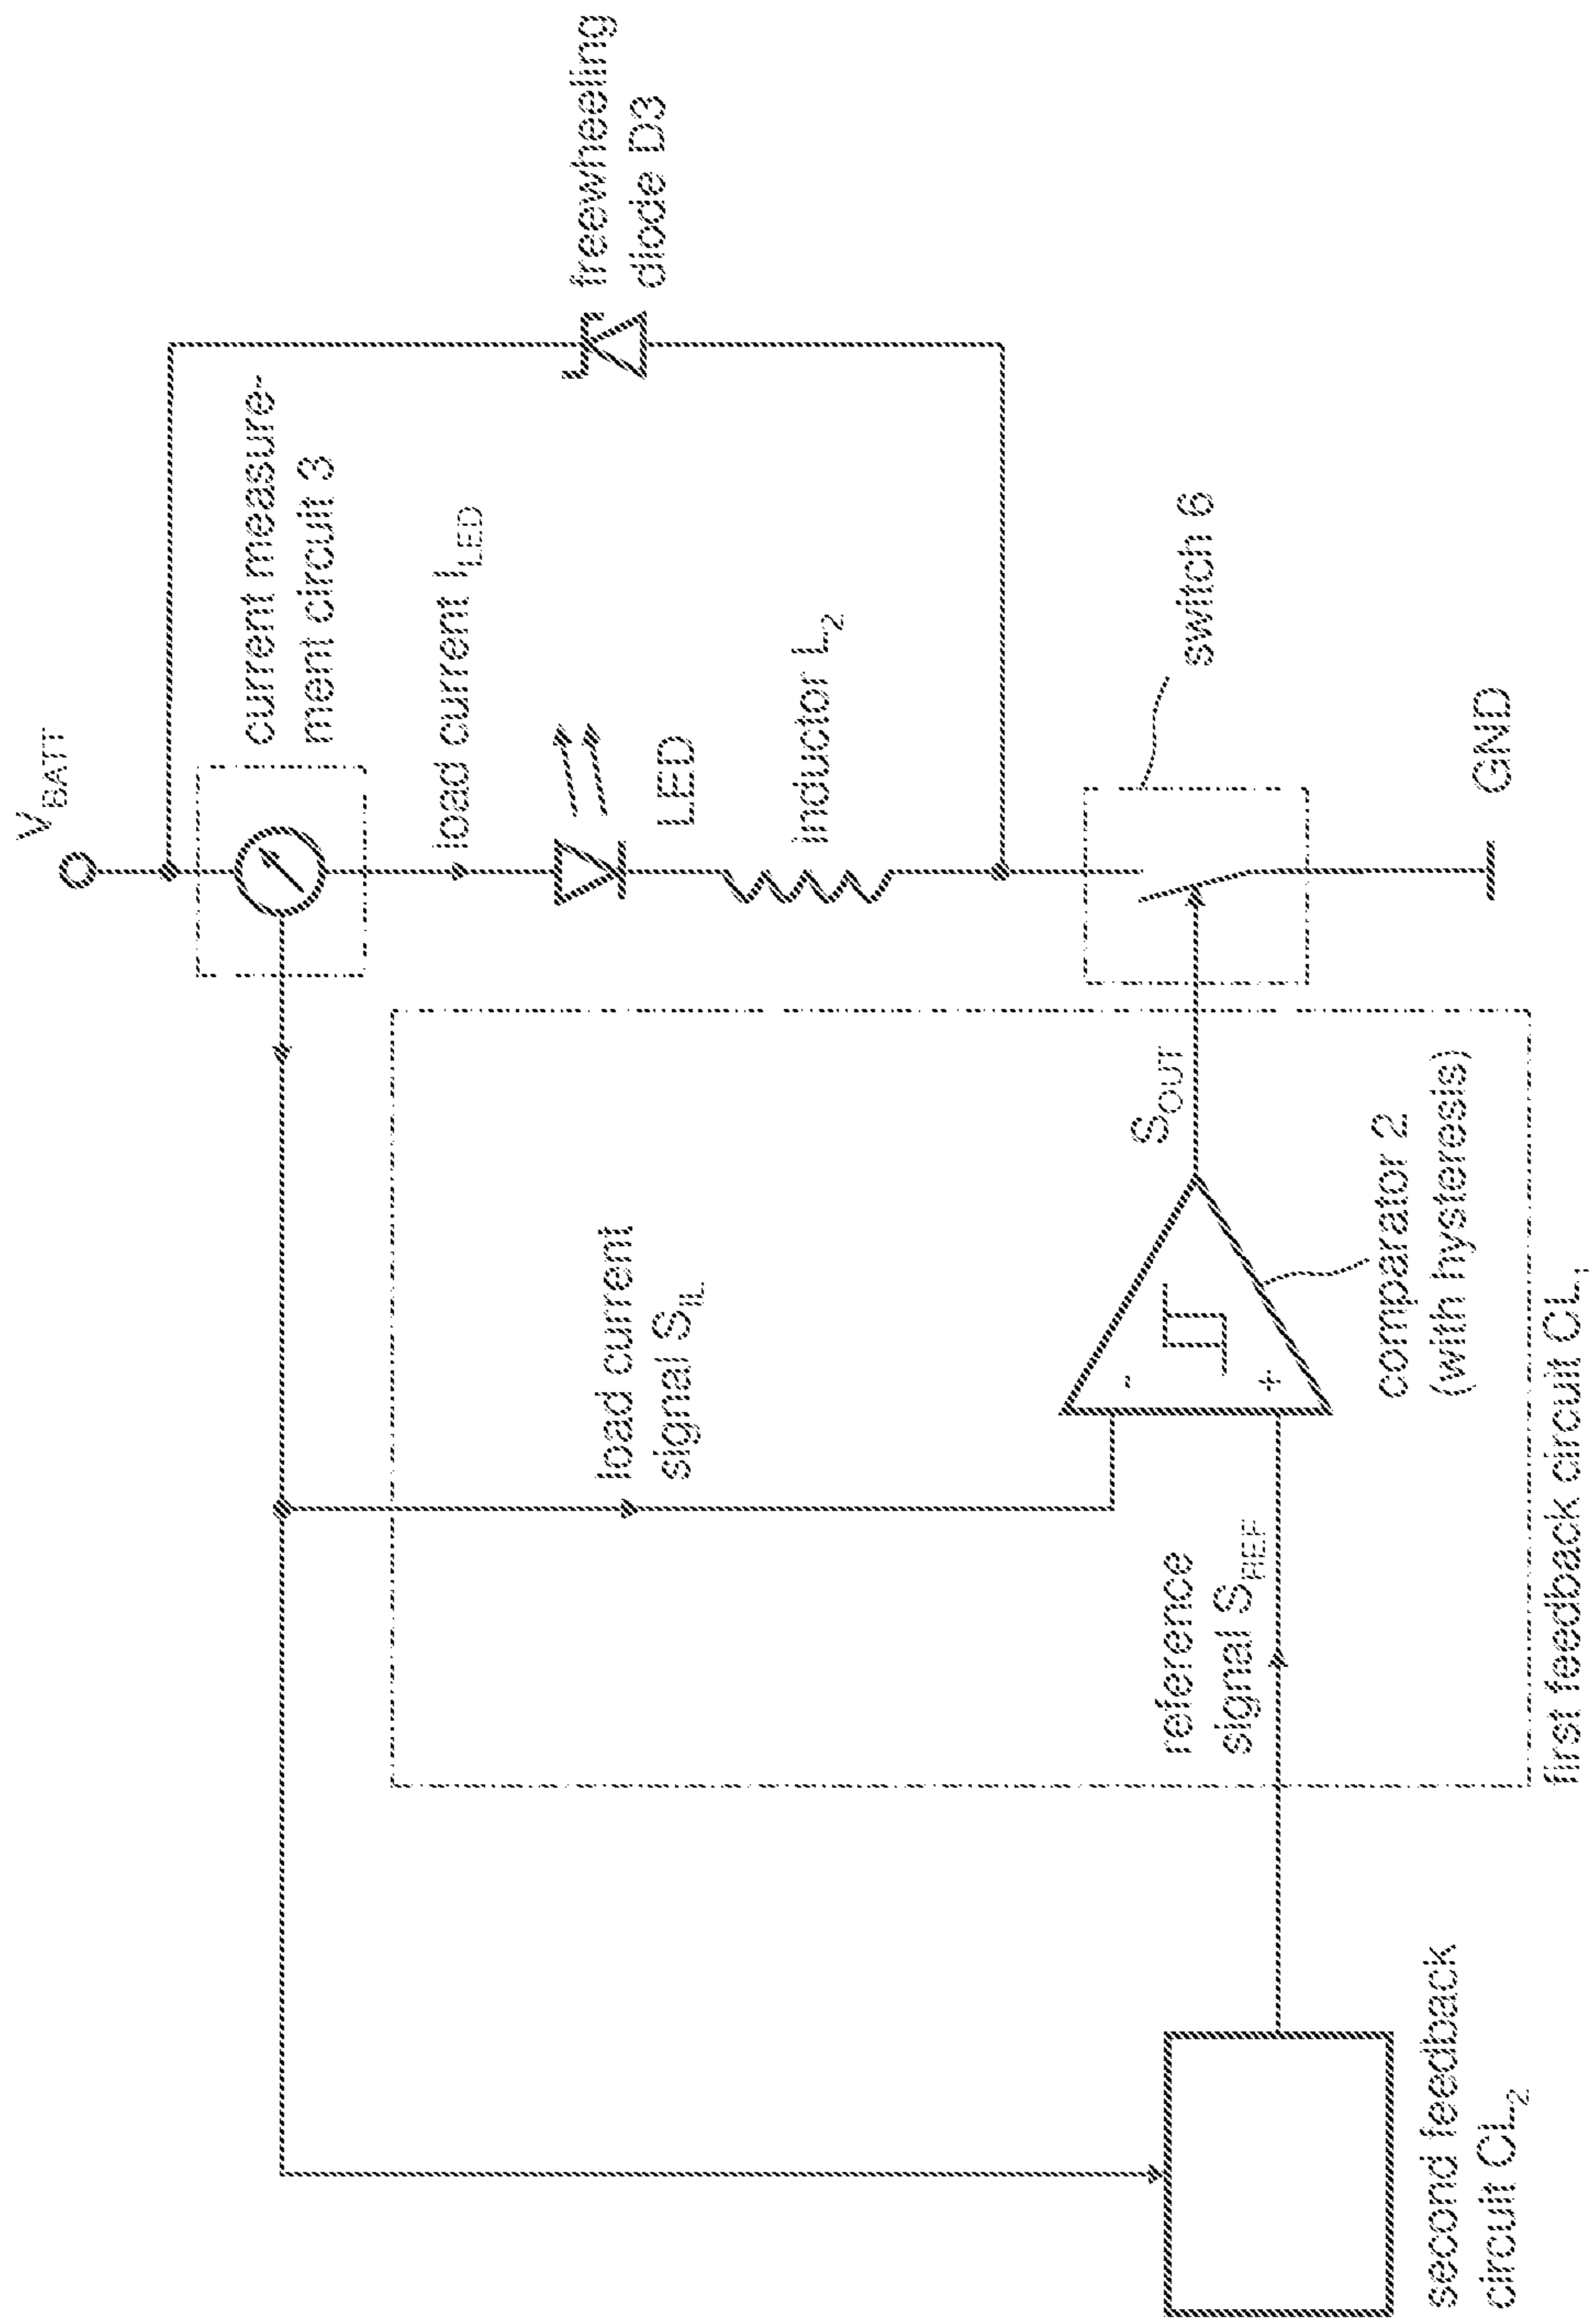 V_BATT
current measure-
ment circuit 3
load current I_LED
freewheeling
diode D3
LED
inductor L_2
switch 6
GND
load current
signal S_IL
S_OUT
-
+
reference
signal S_REF
comparator 2
(with hysteresis)
second feedback
circuit CL_2
first feedback circuit CL_1